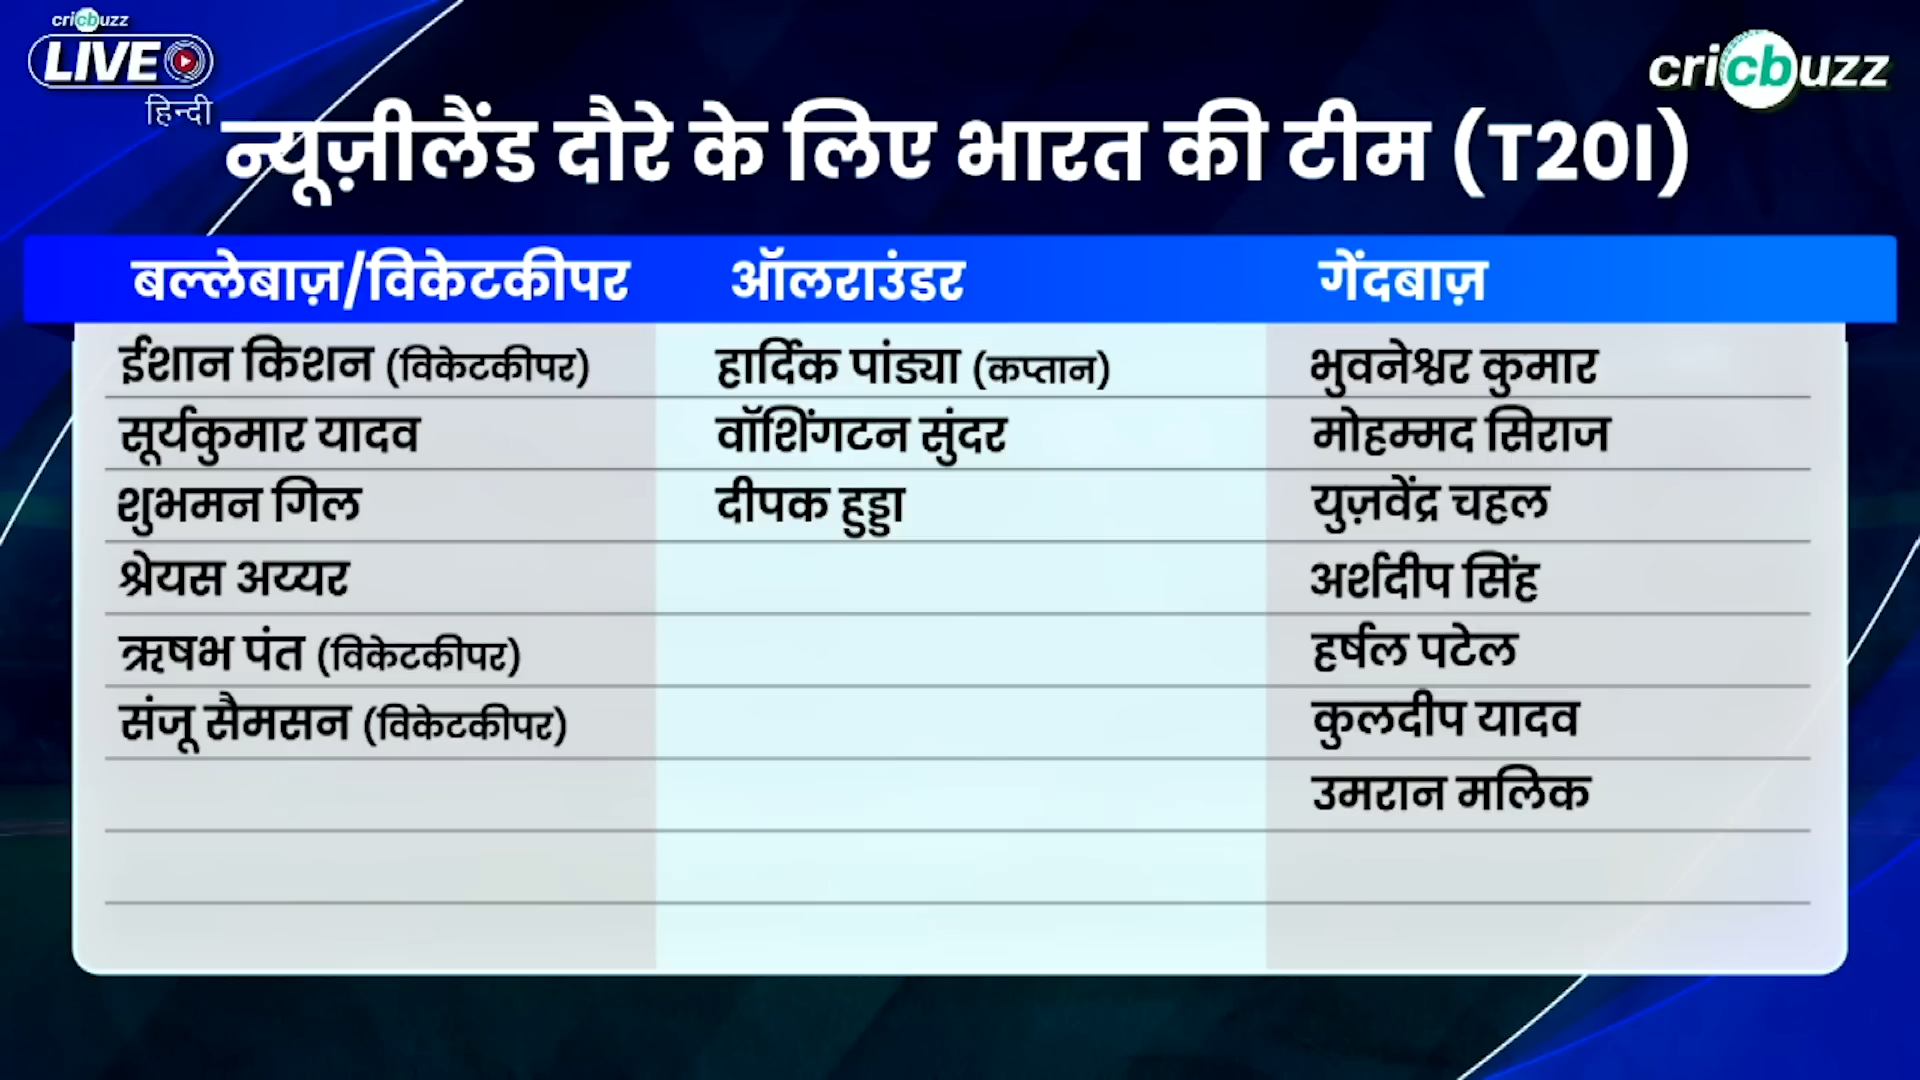 cricbuzz
LIVE
हिन्दी
cricbuzz
न्यूज़ीलैंड दौरे के लिए भारत की टीम (T20I)
बल्लेबाज़/विकेटकीपर ऑलराउंडर गेंदबाज़
ईशान किशन (विकेटकीपर) हार्दिक पांड्या (कप्तान) भुवनेश्वर कुमार
सूर्यकुमार यादव वॉशिंगटन सुंदर मोहम्मद सिराज
शुभमन गिल दीपक हुड्डा युज़वेंद्र चहल
श्रेयस अय्यर अर्शदीप सिंह
ऋषभ पंत (विकेटकीपर) हर्षल पटेल
संजू सैमसन (विकेटकीपर) कुलदीप यादव
उमरान मलिक